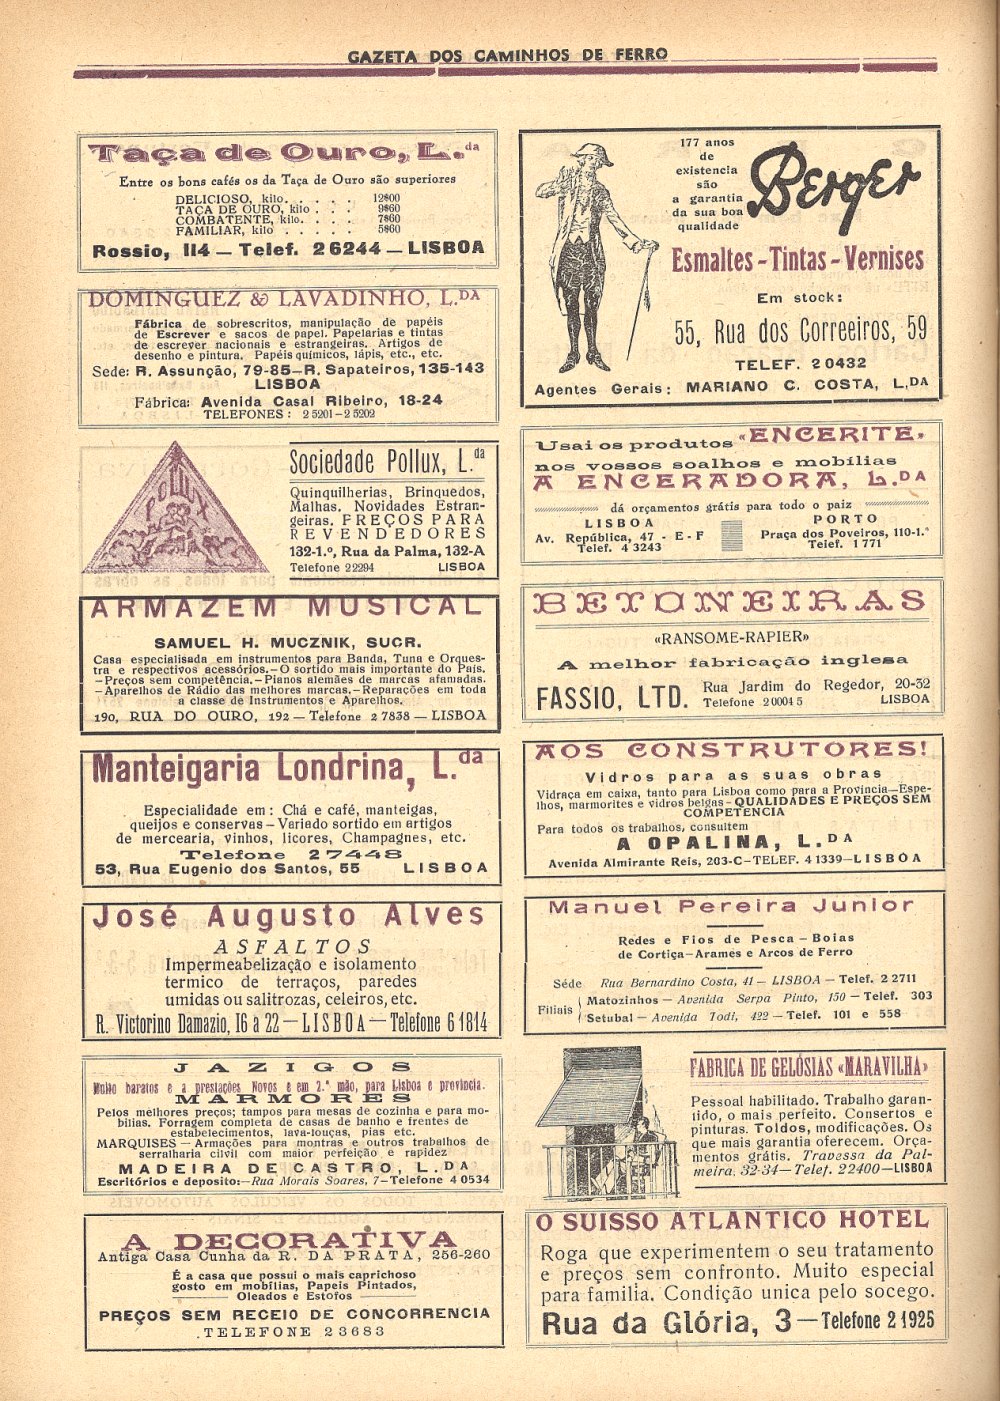 GAZETA DOS CAMINHOS DE FERRO
Taça de Ouro, L.da
Entre os bons cafés os da Taça de Ouro são superiores
DELICIOSO, kilo. . . . . . 12$00
TAÇA DE OURO, kilo . . . 9$60
COMBATENTE, kilo. . . . . 7$60
FAMILIAR, kilo . . . . . . 5$60
Rossio, 114 — Telef. 2 6244 — LISBOA
DOMINGUEZ & LAVADINHO, L.DA
Fábrica de sobrescritos, manipulação de papéis
de Escrever e sacos de papel. Papelarias e tintas
de escrever nacionais e estrangeiras. Artigos de
desenho e pintura. Papéis químicos, lápis, etc., etc.
Sede: R. Assunção, 79-85—R. Sapateiros, 135-143
LISBOA
Fábrica: Avenida Casal Ribeiro, 18-24
TELEFONES: 2 5201 – 2 5202
POLLUX
Sociedade Pollux, L.da
Quinquilherias, Brinquedos,
Malhas. Novidades Estran-
geiras. PREÇOS PARA
REVENDEDORES
132-1.º, Rua da Palma, 132-A
Telefone 2 2294 LISBOA
ARMAZEM MUSICAL
SAMUEL H. MUCZNIK, SUCR.
Casa especialisada em instrumentos para Banda, Tuna e Orques-
tra e respectivos acessórios.—O sortido mais importante do País.
—Preços sem competência.—Pianos alemães de marcas afamadas.
—Aparelhos de Rádio das melhores marcas.—Reparações em toda
a classe de Instrumentos e Aparelhos.
190, RUA DO OURO, 192 — Telefone 2 7838 — LISBOA
Manteigaria Londrina, L.da
Especialidade em: Chá e café, manteigas,
queijos e conservas – Variado sortido em artigos
de mercearia, vinhos, licores, Champagnes, etc.
Telefone 2 7448
53, Rua Eugenio dos Santos, 55 LISBOA
José Augusto Alves
ASFALTOS
Impermeabelização e isolamento
termico de terraços, paredes
umidas ou salitrozas, celeiros, etc.
R. Victorino Damazio, 16 a 22 — LISBOA — Telefone 6 1814
JAZIGOS
Muito baratos e a prestações Novos e em 2.ª mão, para Lisboa e provincia.
MARMORES
Pelos melhores preços; tampos para mesas de cozinha e para mo-
bílias. Forragem completa de casas de banho e frentes de
estabelecimentos, lava-louças, pias etc.
MARQUISES — Armações para montras e outros trabalhos de
serralharia cilvil com maior perfeição e rapidez
MADEIRA DE CASTRO, L.DA
Escritórios e deposito:—Rua Morais Soares, 7—Telefone 4 0534
A DECORATIVA
Antiga Casa Cunha da R. DA PRATA, 256-260
É a casa que possui o mais caprichoso
gosto em mobílias, Papeis Pintados,
Oleados e Estofos
PREÇOS SEM RECEIO DE CONCORRENCIA
TELEFONE 2 3683
177 anos
de
existencia
são
a garantia
da sua boa
qualidade
Berger
Esmaltes - Tintas - Vernises
Em stock:
55, Rua dos Correeiros, 59
TELEF. 2 0432
Agentes Gerais: MARIANO C. COSTA, L,DA
Usai os produtos «ENCERITE»
nos vossos soalhos e mobílias
A ENCERADORA, L.DA
dá orçamentos grátis para todo o paiz
LISBOA
Av. República, 47 - E - F
Telef. 4 3243
PORTO
Praça dos Poveiros, 110-1.º
Telef. 1 771
BETONEIRAS
«RANSOME-RAPIER»
A melhor fabricação inglesa
FASSIO, LTD. Rua Jardim do Regedor, 20-32
Telefone 2 0004 5 LISBOA
AOS CONSTRUTORES!
Vidros para as suas obras
Vidraça em caixa, tanto para Lisboa como para a Província—Espe-
lhos, marmorites e vidros belgas – QUALIDADES E PREÇOS SEM
COMPETENCIA
Para todos os trabalhos, consultem
A OPALINA, L.DA
Avenida Almirante Reis, 203-C—TELEF. 4 1339—LISBOA
Manuel Pereira Junior
Redes e Fios de Pesca – Boias
de Cortiça – Arames e Arcos de Ferro
Séde Rua Bernardino Costa, 41 — LISBOA — Telef. 2 2711
Filiais Matozinhos — Avenida Serpa Pinto, 150 — Telef. 303
Setubal — Avenida Todi, 422 — Telef. 101 e 558
FABRICA DE GELÓSIAS «MARAVILHA»
Pessoal habilitado. Trabalho garan-
tido, o mais perfeito. Consertos e
pinturas. Toldos, modificações. Os
que mais garantia oferecem. Orça-
mentos grátis. Travessa da Pal-
meira, 32-34 — Telef. 2 2400 — LISBOA
O SUISSO ATLANTICO HOTEL
Roga que experimentem o seu tratamento
e preços sem confronto. Muito especial
para familia. Condição unica pelo socego.
Rua da Glória, 3 — Telefone 2 1925